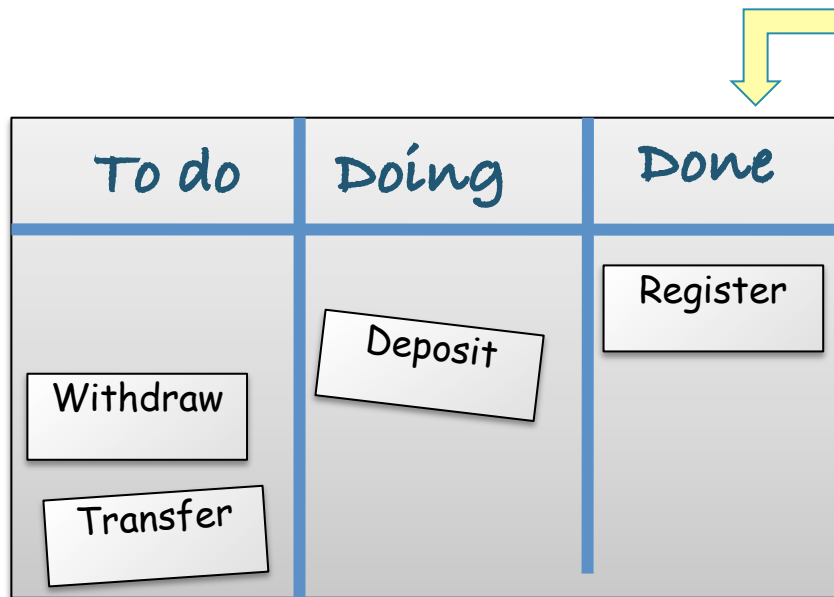 To do
Doing
Done
Register
Deposit
Withdraw
Transfer